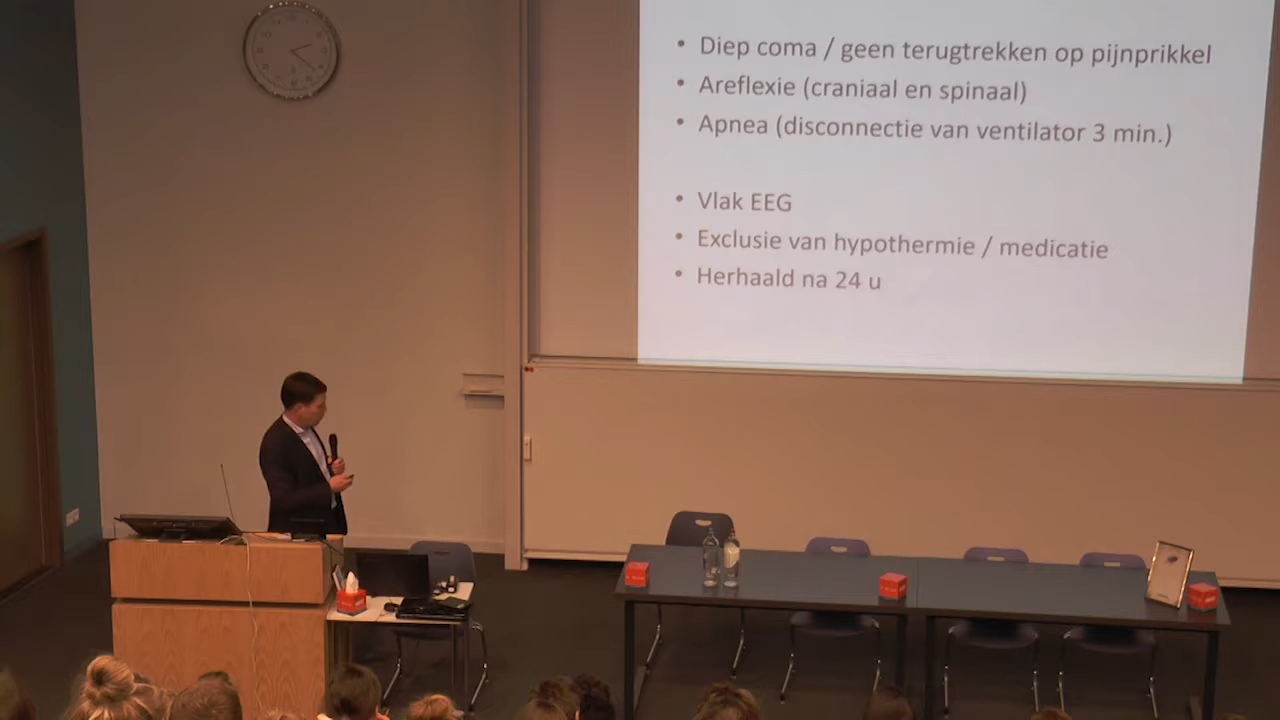 • Diep coma / geen terugtrekken op pijnprikkel
• Areflexie (craniaal en spinaal)
• Apnea (disconnectie van ventilator 3 min.)
• Vlak EEG
• Exclusie van hypothermie / medicatie
• Herhaald na 24 u